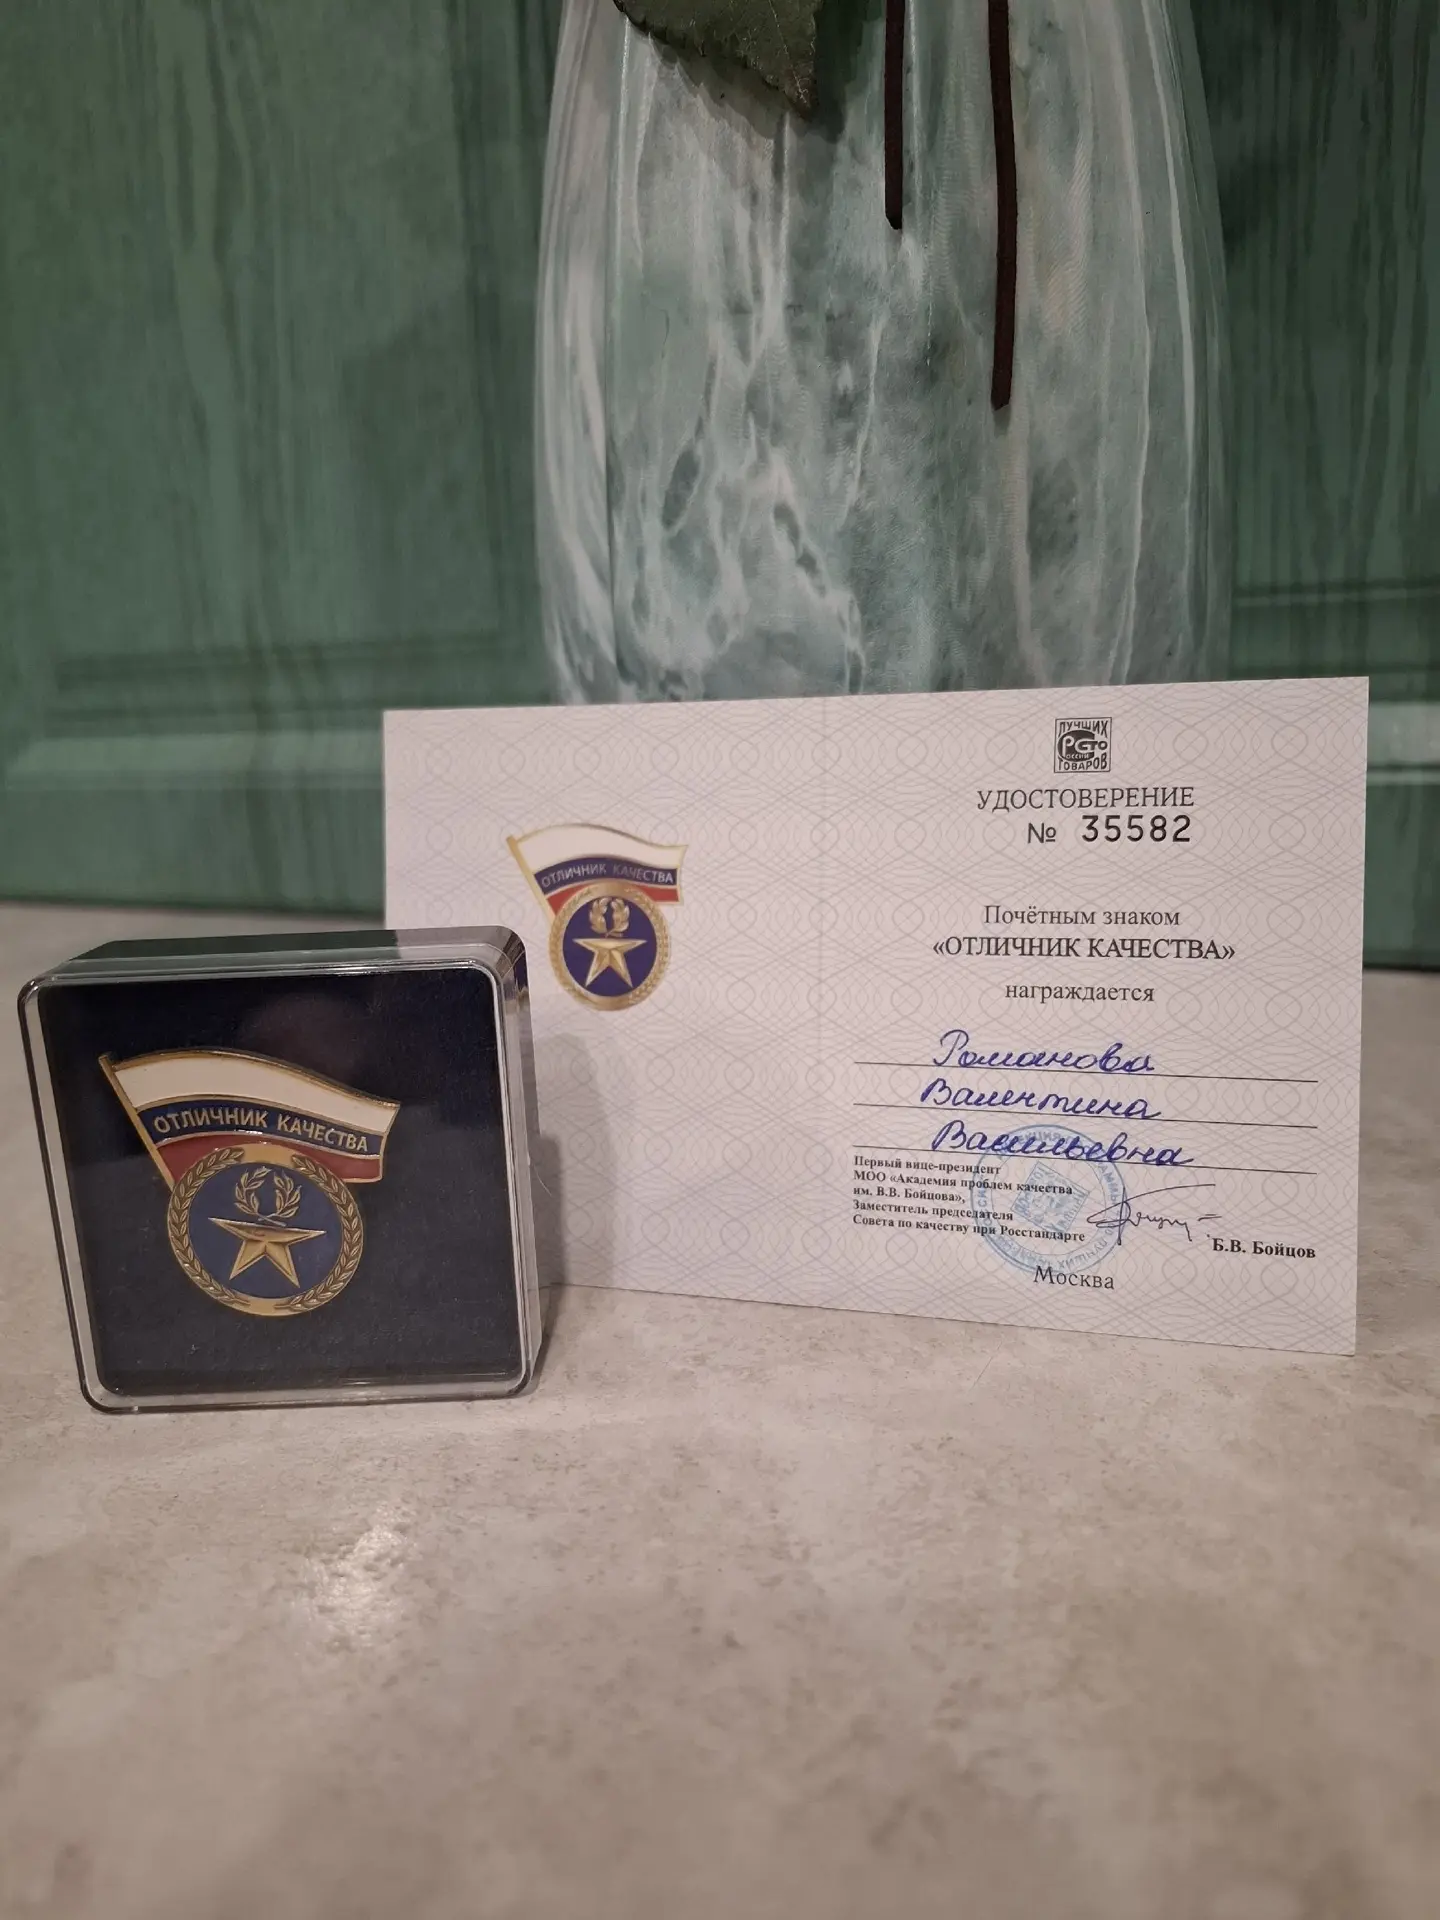 ЛУЧШИХ
РGТО
РОССИИ
ТОВАРОВ
УДОСТОВЕРЕНИЕ
№ 35582
ОТЛИЧНИК КАЧЕСТВА
Почётным знаком
«ОТЛИЧНИК КАЧЕСТВА»
награждается
Романова
Валентина
Васильевна
Первый вице-президент
МОО «Академия проблем качества
им. В.В. Бойцова»,
Заместитель председателя
Совета по качеству при Росстандарте
Б.В. Бойцов
Москва
ОТЛИЧНИК КАЧЕСТВА